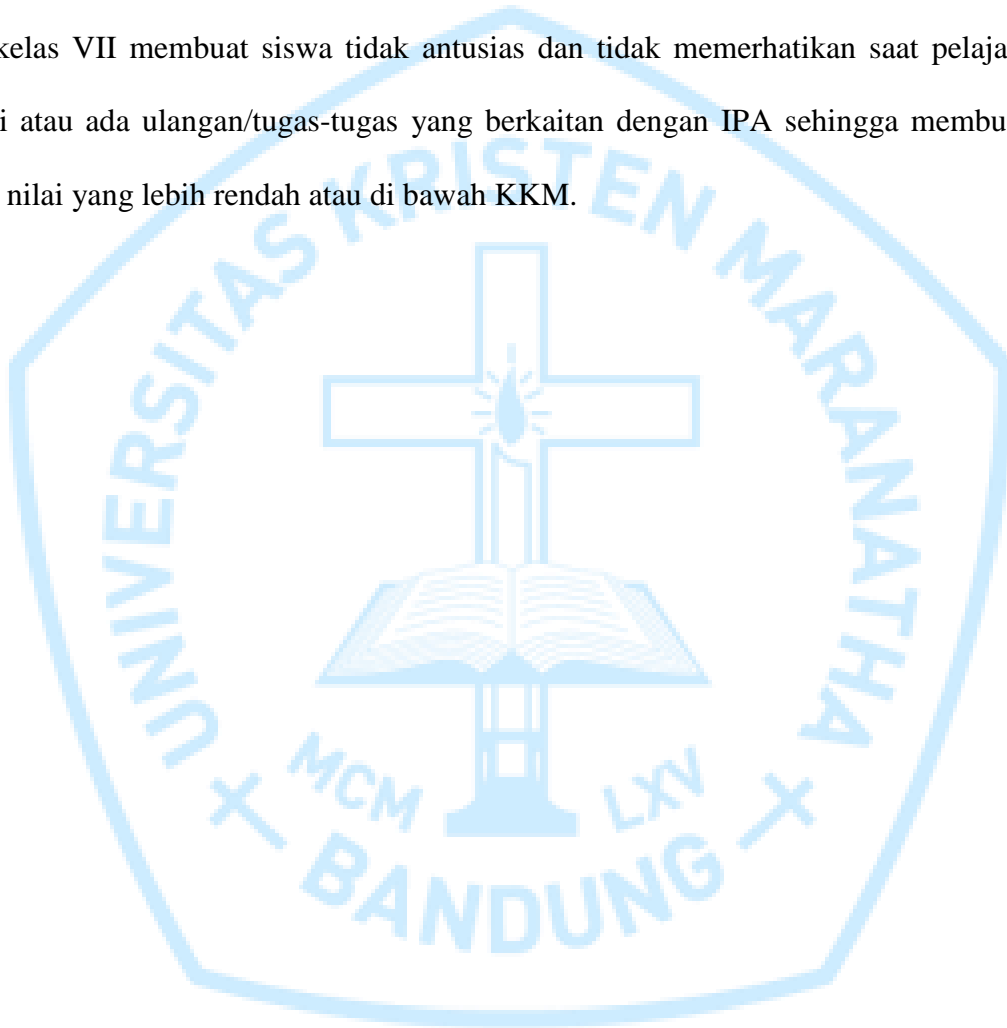 kelas VII membuat siswa tidak antusias dan tidak memerhatikan saat pelaja
i atau ada ulangan/tugas-tugas yang berkaitan dengan IPA sehingga membu
nilai yang lebih rendah atau di bawah KKM.
UNIVERSITAS KRISTEN MARANATHA
MCM LXV
BANDUNG